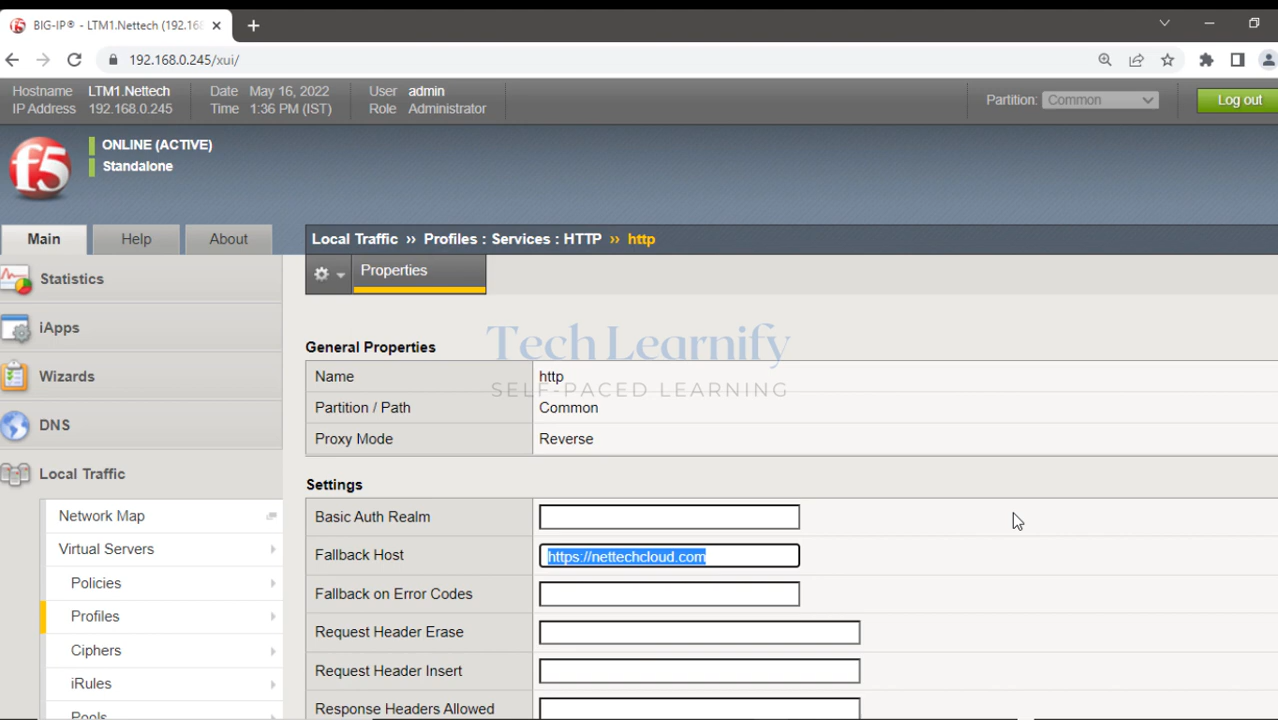 BIG-IP® - LTM1.Nettech (192.168
192.168.0.245/xui/
Hostname LTM1.Nettech Date May 16, 2022 User admin
IP Address 192.168.0.245 Time 1:36 PM (IST) Role Administrator
Partition: Common
Log out
f5
ONLINE (ACTIVE)
Standalone
Main Help About
Local Traffic ›› Profiles : Services : HTTP ›› http
Properties
Statistics
iApps
Wizards
DNS
Local Traffic
Network Map
Virtual Servers
Policies
Profiles
Ciphers
iRules
Pools
Tech Learnify
SELF-PACED LEARNING
General Properties
Name http
Partition / Path Common
Proxy Mode Reverse
Settings
Basic Auth Realm
Fallback Host https://nettechcloud.com
Fallback on Error Codes
Request Header Erase
Request Header Insert
Response Headers Allowed